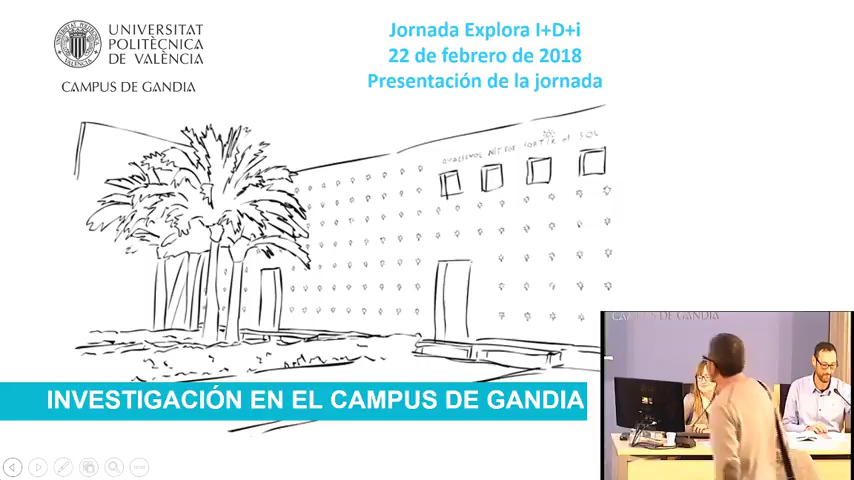 UNIVERSITAT
POLITÈCNICA
DE VALÈNCIA
CAMPUS DE GANDIA
Jornada Explora I+D+i
22 de febrero de 2018
Presentación de la jornada
QUALSEVOL NIT POT SORTIR el SOL
INVESTIGACIÓN EN EL CAMPUS DE GANDIA
CAMPUS DE GANDIA